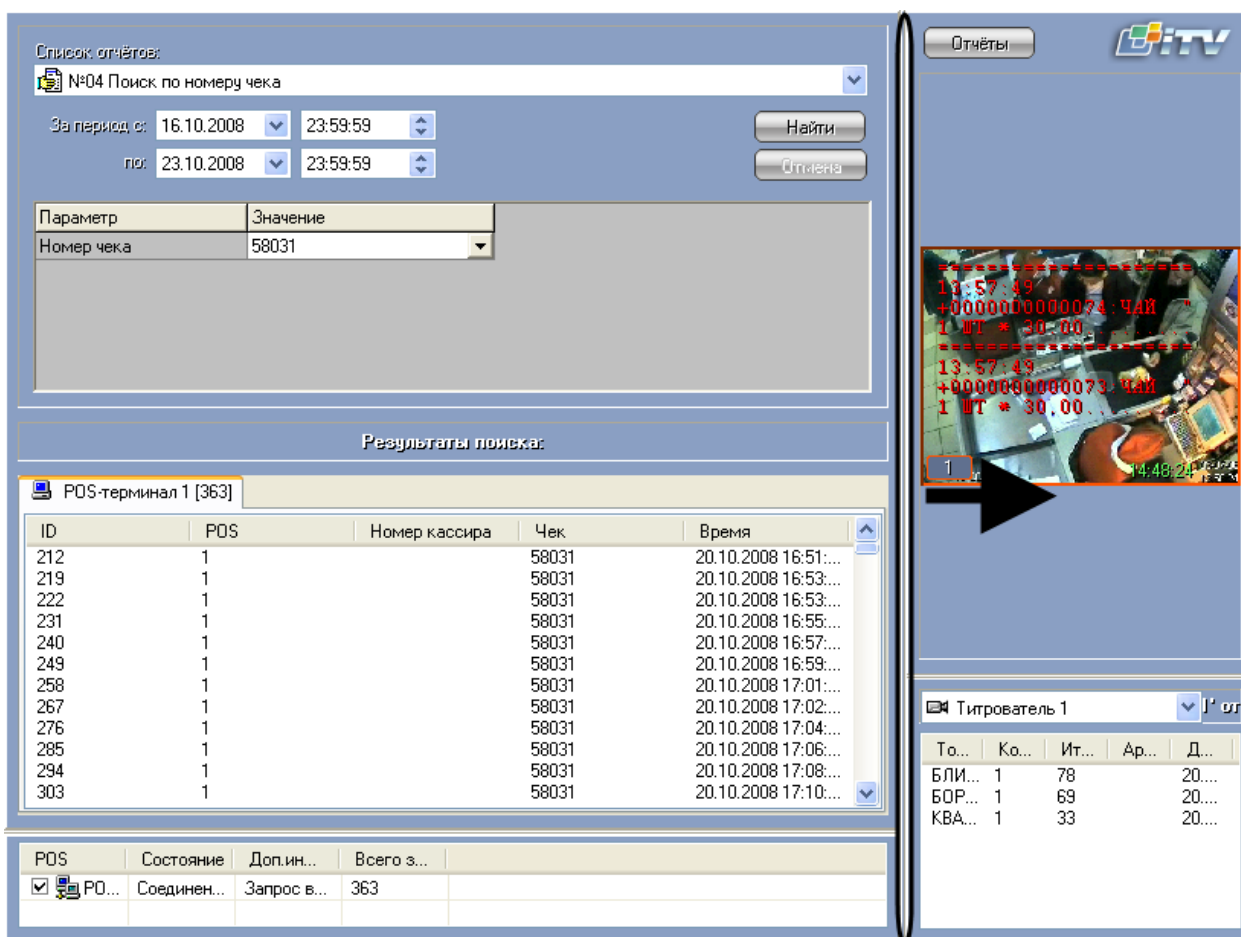 Список отчётов:
№04 Поиск по номеру чека
За период с: 16.10.2008 23:59:59
Найти
по: 23.10.2008 23:59:59
Отмена
Параметр Значение
Номер чека 58031
Результаты поиска:
POS-терминал 1 [363]
ID POS Номер кассира Чек Время
212 1 58031 20.10.2008 16:51:...
219 1 58031 20.10.2008 16:53:...
222 1 58031 20.10.2008 16:53:...
231 1 58031 20.10.2008 16:55:...
240 1 58031 20.10.2008 16:57:...
249 1 58031 20.10.2008 16:59:...
258 1 58031 20.10.2008 17:01:...
267 1 58031 20.10.2008 17:02:...
276 1 58031 20.10.2008 17:04:...
285 1 58031 20.10.2008 17:06:...
294 1 58031 20.10.2008 17:08:...
303 1 58031 20.10.2008 17:10:...
POS Состояние Доп.ин... Всего з...
PO... Соединен... Запрос в... 363
Отчёты
iTV
====================
13:57:49
+0000000000074:ЧАЙ "
1 ШТ * 30,00........
====================
13:57:49
+0000000000073:ЧАЙ "
1 ШТ * 30,00..
1
14:48:24
Титрователь 1
То... Ко... Ит... Ар... Д...
БЛИ... 1 78 20....
БОР... 1 69 20....
КВА... 1 33 20....